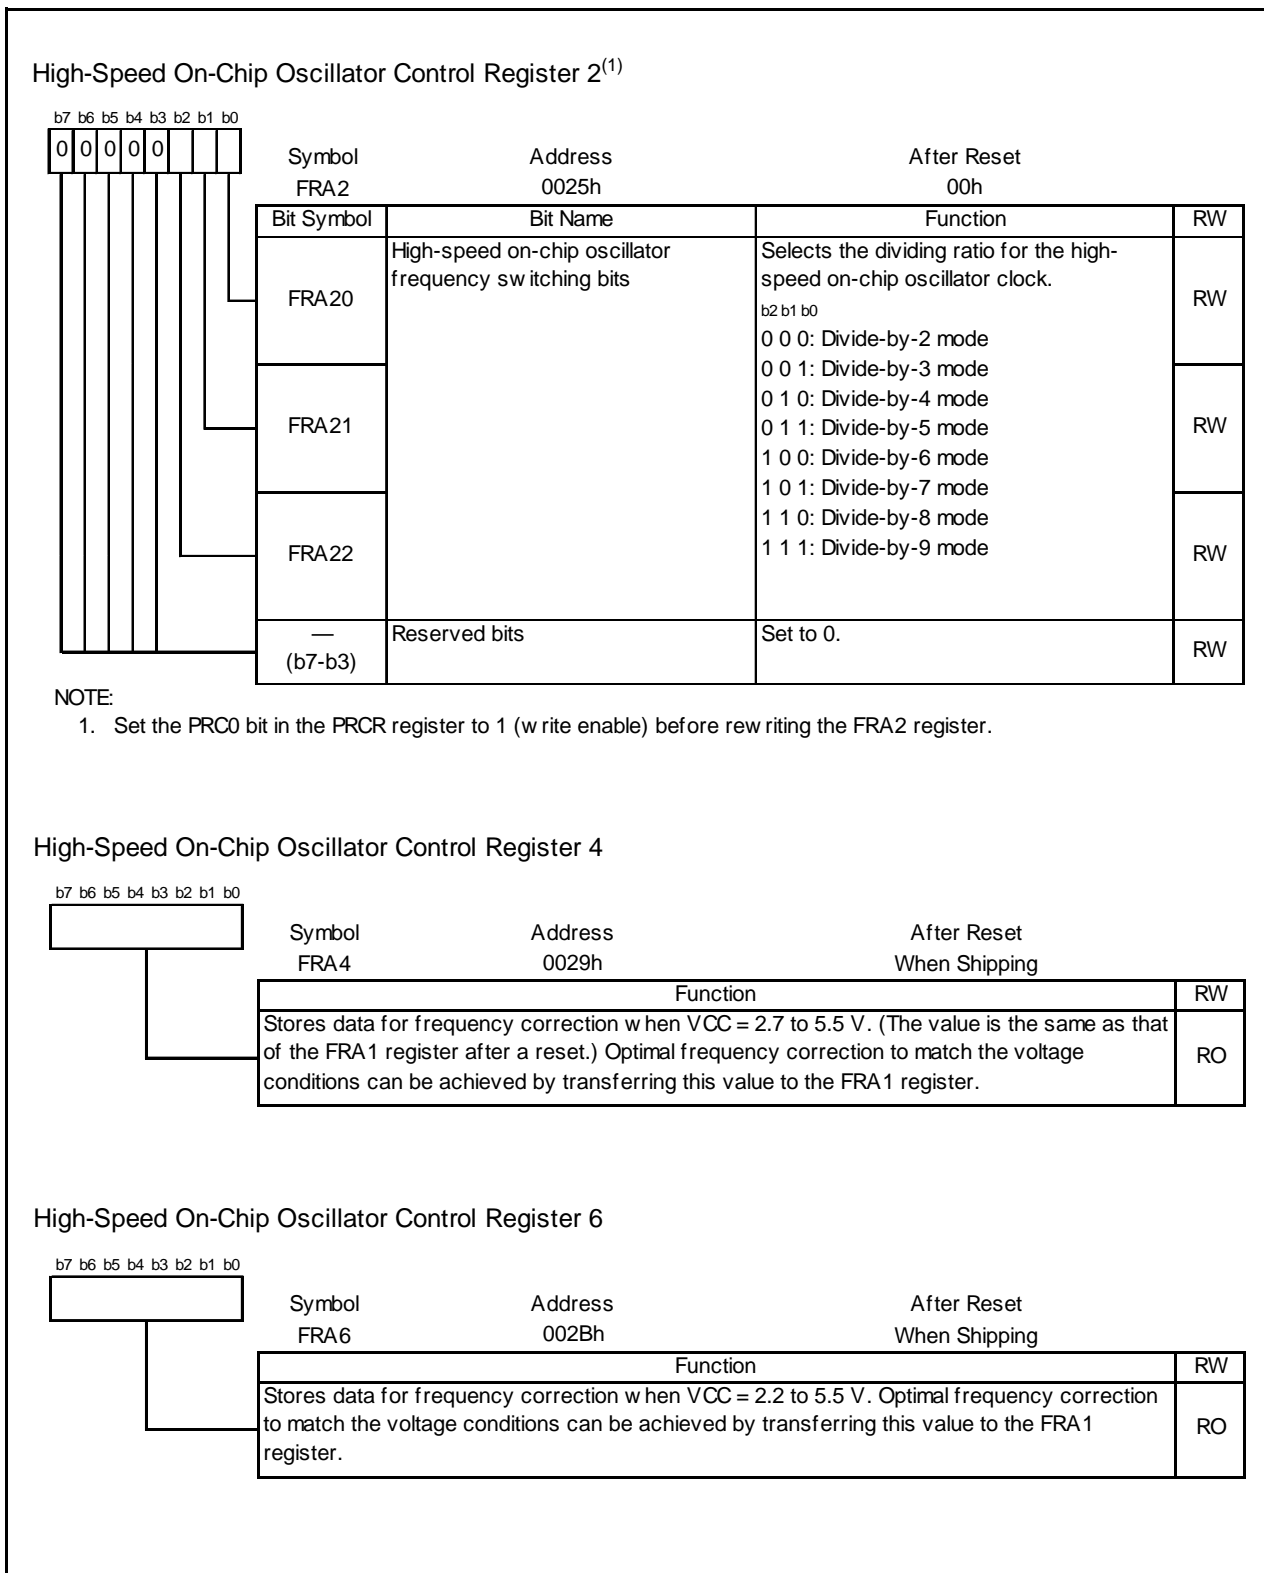 High-Speed On-Chip Oscillator Control Register 2(1)
b7 b6 b5 b4 b3 b2 b1 b0
0 0 0 0 0
Symbol Address After Reset
FRA2 0025h 00h
Bit Symbol Bit Name Function RW
FRA20 High-speed on-chip oscillator frequency switching bits Selects the dividing ratio for the high-
speed on-chip oscillator clock. RW
b2 b1 b0
0 0 0: Divide-by-2 mode
0 0 1: Divide-by-3 mode
0 1 0: Divide-by-4 mode
FRA21 0 1 1: Divide-by-5 mode RW
1 0 0: Divide-by-6 mode
1 0 1: Divide-by-7 mode
1 1 0: Divide-by-8 mode
FRA22 1 1 1: Divide-by-9 mode RW
— (b7-b3) Reserved bits Set to 0. RW
NOTE:
1. Set the PRC0 bit in the PRCR register to 1 (write enable) before rewriting the FRA2 register.
High-Speed On-Chip Oscillator Control Register 4
b7 b6 b5 b4 b3 b2 b1 b0
Symbol Address After Reset
FRA4 0029h When Shipping
Function RW
Stores data for frequency correction when VCC = 2.7 to 5.5 V. (The value is the same as that
of the FRA1 register after a reset.) Optimal frequency correction to match the voltage RO
conditions can be achieved by transferring this value to the FRA1 register.
High-Speed On-Chip Oscillator Control Register 6
b7 b6 b5 b4 b3 b2 b1 b0
Symbol Address After Reset
FRA6 002Bh When Shipping
Function RW
Stores data for frequency correction when VCC = 2.2 to 5.5 V. Optimal frequency correction
to match the voltage conditions can be achieved by transferring this value to the FRA1 RO
register.